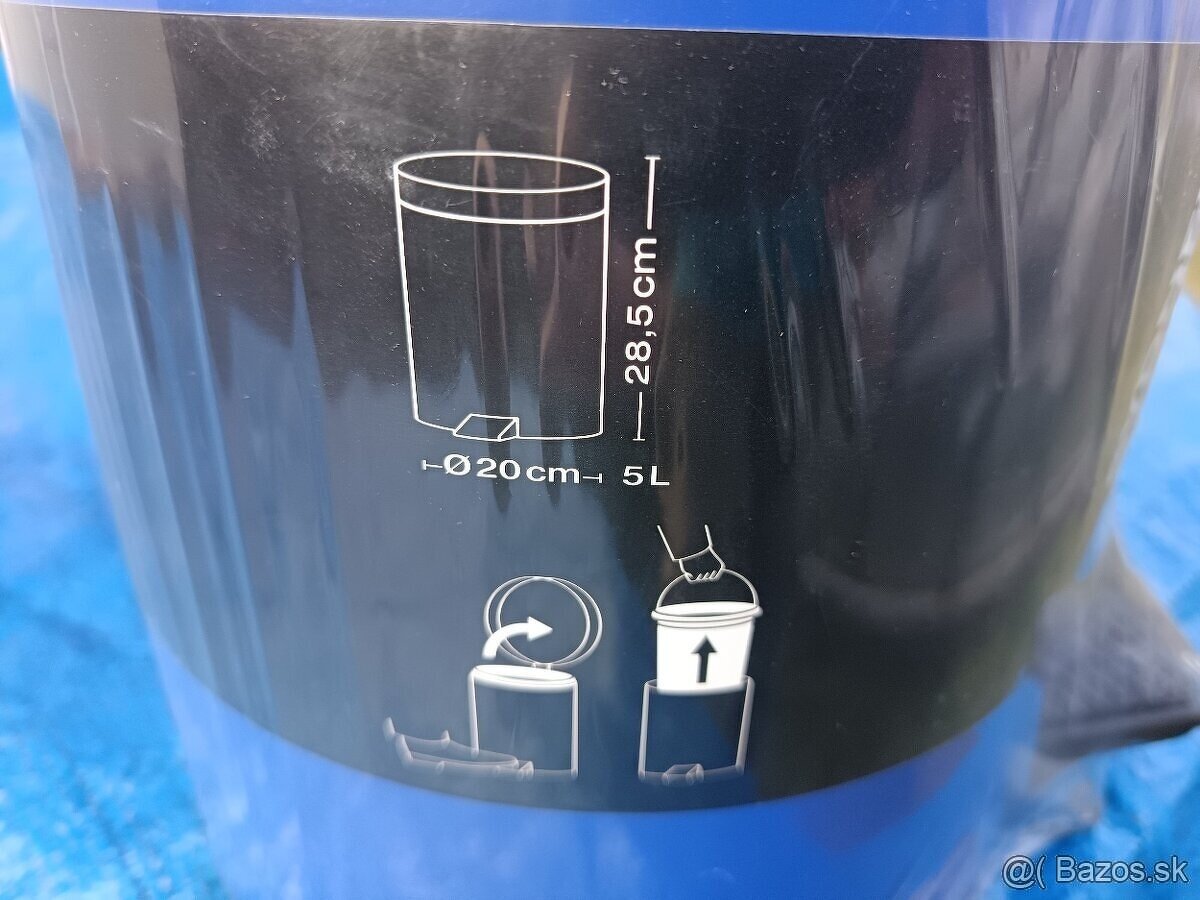 28,5cm
Ø20cm 5L
@( Bazos.sk